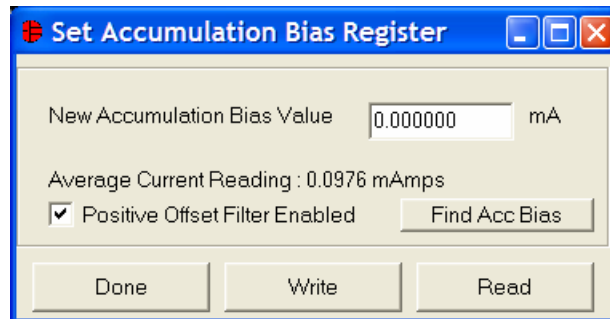 Set Accumulation Bias Register
New Accumulation Bias Value 0.000000 mA
Average Current Reading : 0.0976 mAmps
Positive Offset Filter Enabled Find Acc Bias
Done Write Read